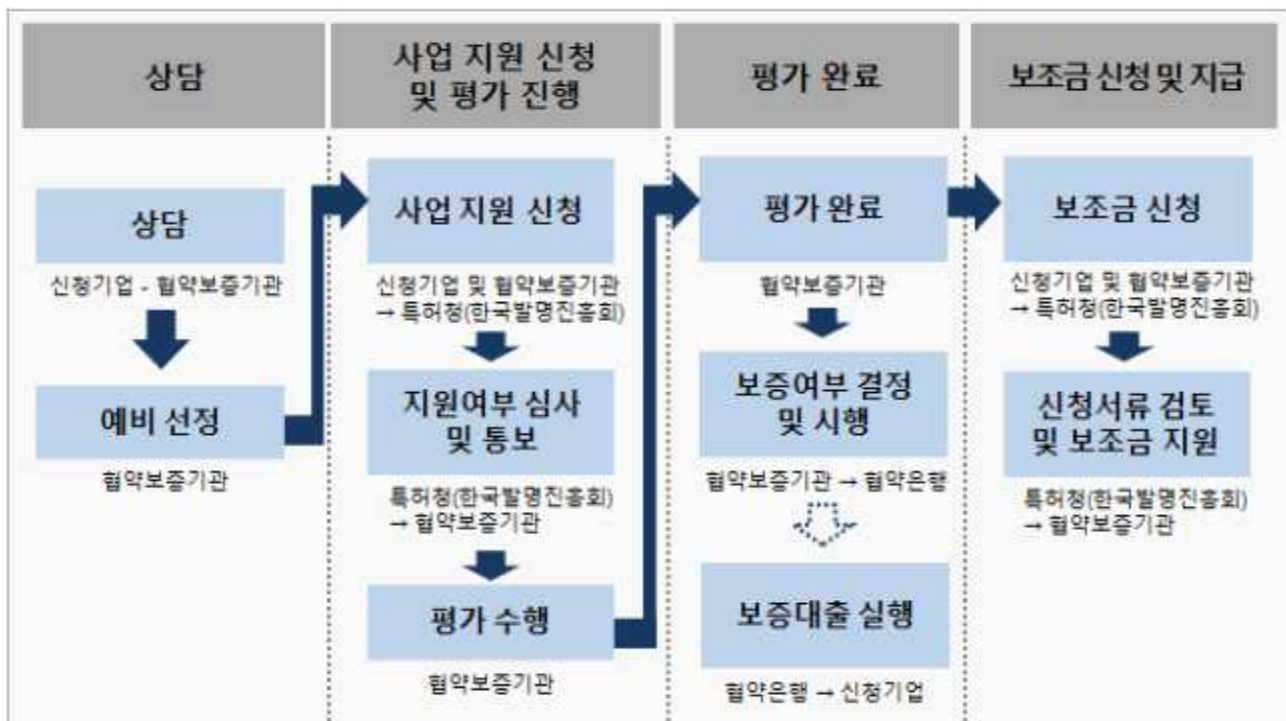 상담
사업 지원 신청
및 평가 진행
평가 완료
보조금 신청 및 지급
상담
신청기업 - 협약보증기관
예비 선정
협약보증기관
사업 지원 신청
신청기업 및 협약보증기관
→ 특허청(한국발명진흥회)
지원여부 심사
및 통보
특허청(한국발명진흥회)
→ 협약보증기관
평가 수행
협약보증기관
평가 완료
협약보증기관
보증여부 결정
및 시행
협약보증기관 → 협약은행
보증대출 실행
협약은행 → 신청기업
보조금 신청
신청기업 및 협약보증기관
→ 특허청(한국발명진흥회)
신청서류 검토
및 보조금 지원
특허청(한국발명진흥회)
→ 협약보증기관